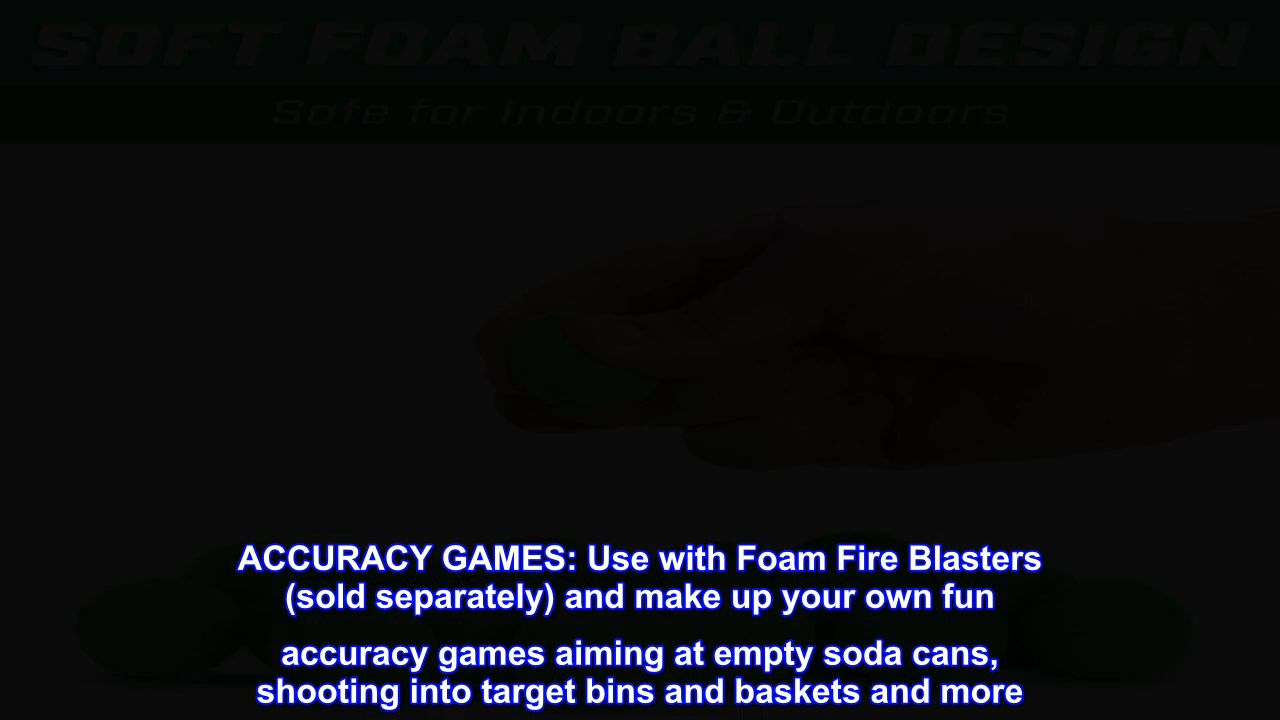 SOFT FOAM BALL DESIGN
Safe for Indoors & Outdoors
ACCURACY GAMES: Use with Foam Fire Blasters
(sold separately) and make up your own fun
accuracy games aiming at empty soda cans,
shooting into target bins and baskets and more